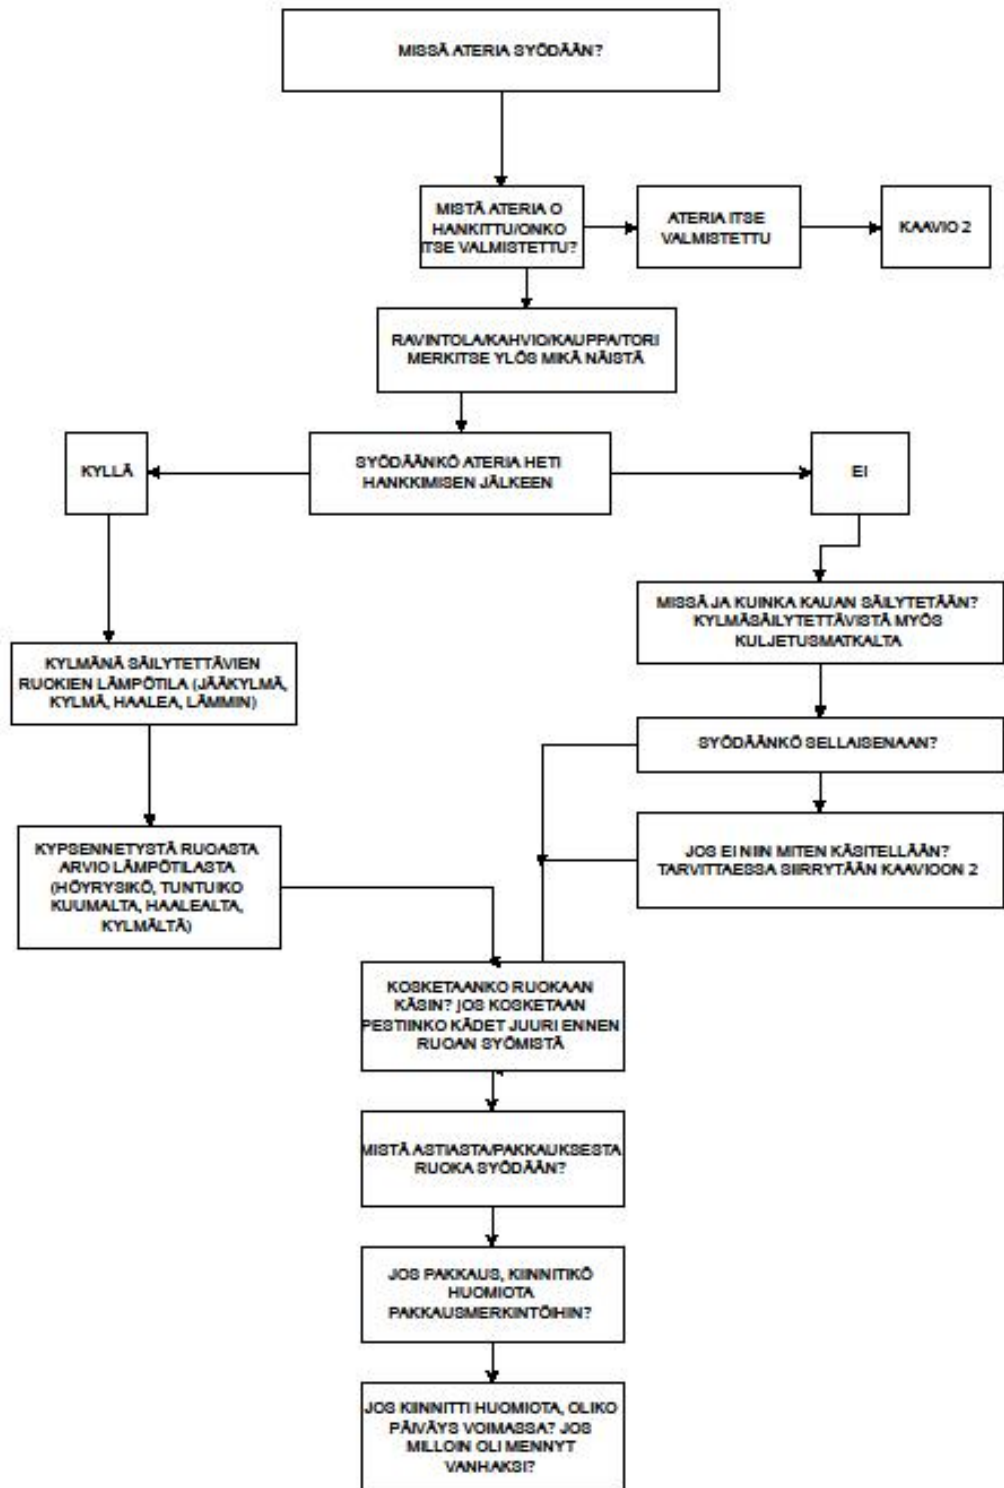 MISSÄ ATERIA SYÖDÄÄN?
MISTÄ ATERIA O
HANKITTU/ONKO
ITSE VALMISTETTU?
ATERIA ITSE
VALMISTETTU
KAAVIO 2
RAVINTOLA/KAHVIO/KAUPPA/TORI
MERKITSE YLÖS MIKÄ NÄISTÄ
KYLLÄ
SYÖDÄÄNKÖ ATERIA HETI
HANKKIMISEN JÄLKEEN
EI
MISSÄ JA KUINKA KAUAN SÄILYTETÄÄN?
KYLMÄSÄILYTETTÄVISTÄ MYÖS
KULJETUSMATKALTA
KYLMÄNÄ SÄILYTETTÄVIEN
RUOKIEN LÄMPÖTILA (JÄÄKYLMÄ,
KYLMÄ, HAALEA, LÄMMIN)
SYÖDÄÄNKÖ SELLAISENAAN?
KYPSENNETYSTÄ RUOASTA
ARVIO LÄMPÖTILASTA
(HÖYRYSIKÖ, TUNTUIKO
KUUMALTA, HAALEALTA,
KYLMÄLTÄ)
JOS EI NIIN MITEN KÄSITELLÄÄN?
TARVITTAESSA SIIRRYTÄÄN KAAVIOON 2
KOSKETAANKO RUOKAAN
KÄSIN? JOS KOSKETAAN
PESTIINKO KÄDET JUURI ENNEN
RUOAN SYÖMISTÄ
MISTÄ ASTIASTA/PAKKAUKSESTA
RUOKA SYÖDÄÄN?
JOS PAKKAUS, KIINNITIKÖ
HUOMIOTA
PAKKAUSMERKINTÖIHIN?
JOS KIINNITTI HUOMIOTA, OLIKO
PÄIVÄYS VOIMASSA? JOS
MILLOIN OLI MENNYT
VANHAKSI?